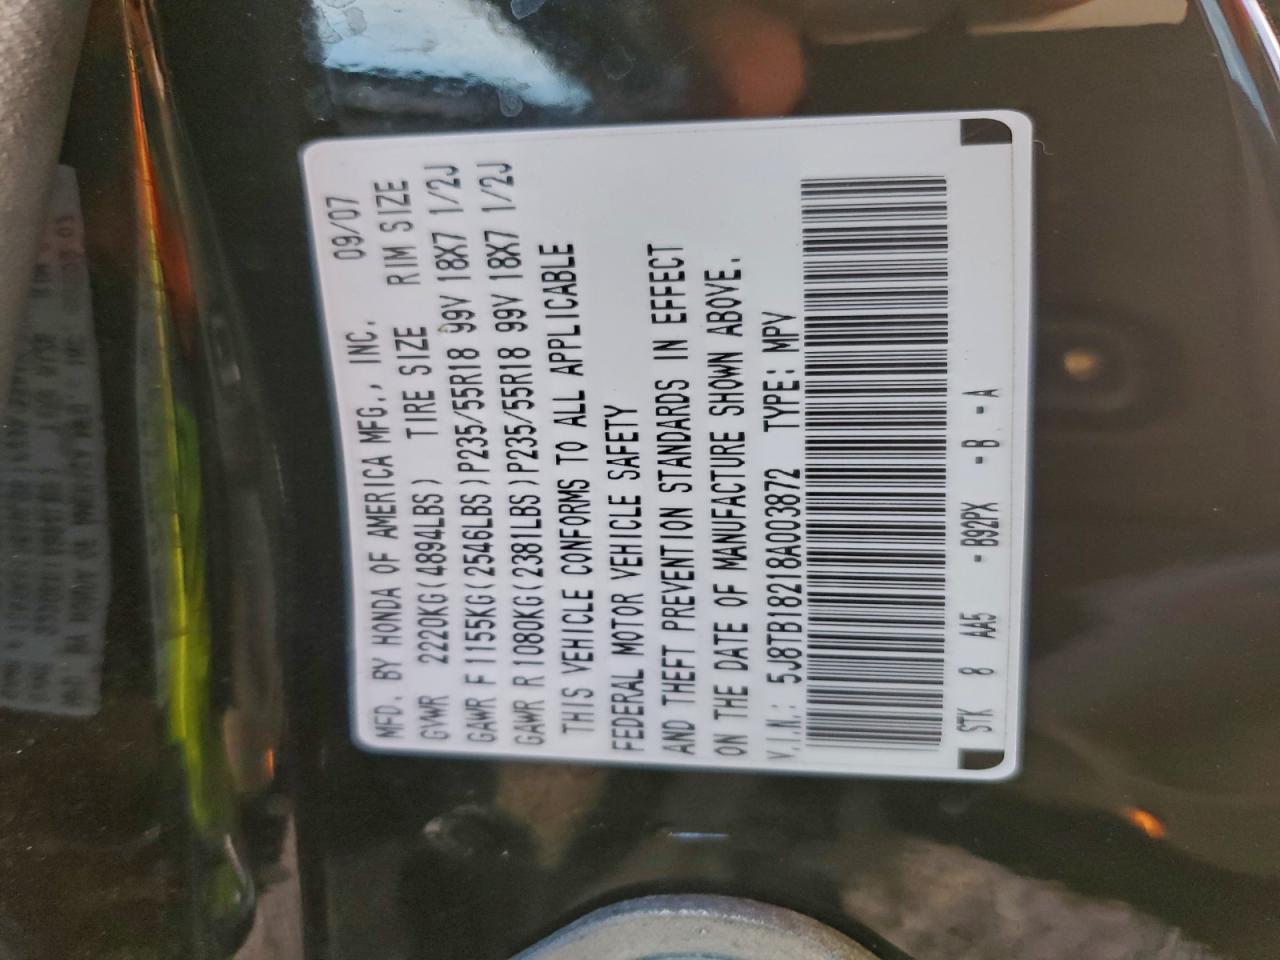 MFD. BY HONDA OF AMERICA MFG., INC. 09/07
GVWR 2220KG(4894LBS) TIRE SIZE RIM SIZE
GAWR F 1155KG(2546LBS)P235/55R18 99V 18X7 1/2J
GAWR R 1080KG(2381LBS)P235/55R18 99V 18X7 1/2J
THIS VEHICLE CONFORMS TO ALL APPLICABLE
FEDERAL MOTOR VEHICLE SAFETY
AND THEFT PREVENTION STANDARDS IN EFFECT
ON THE DATE OF MANUFACTURE SHOWN ABOVE.
V.I.N.: 5J8TB18218A003872 TYPE: MPV
STK 8 AA5 - B92PX - B - A